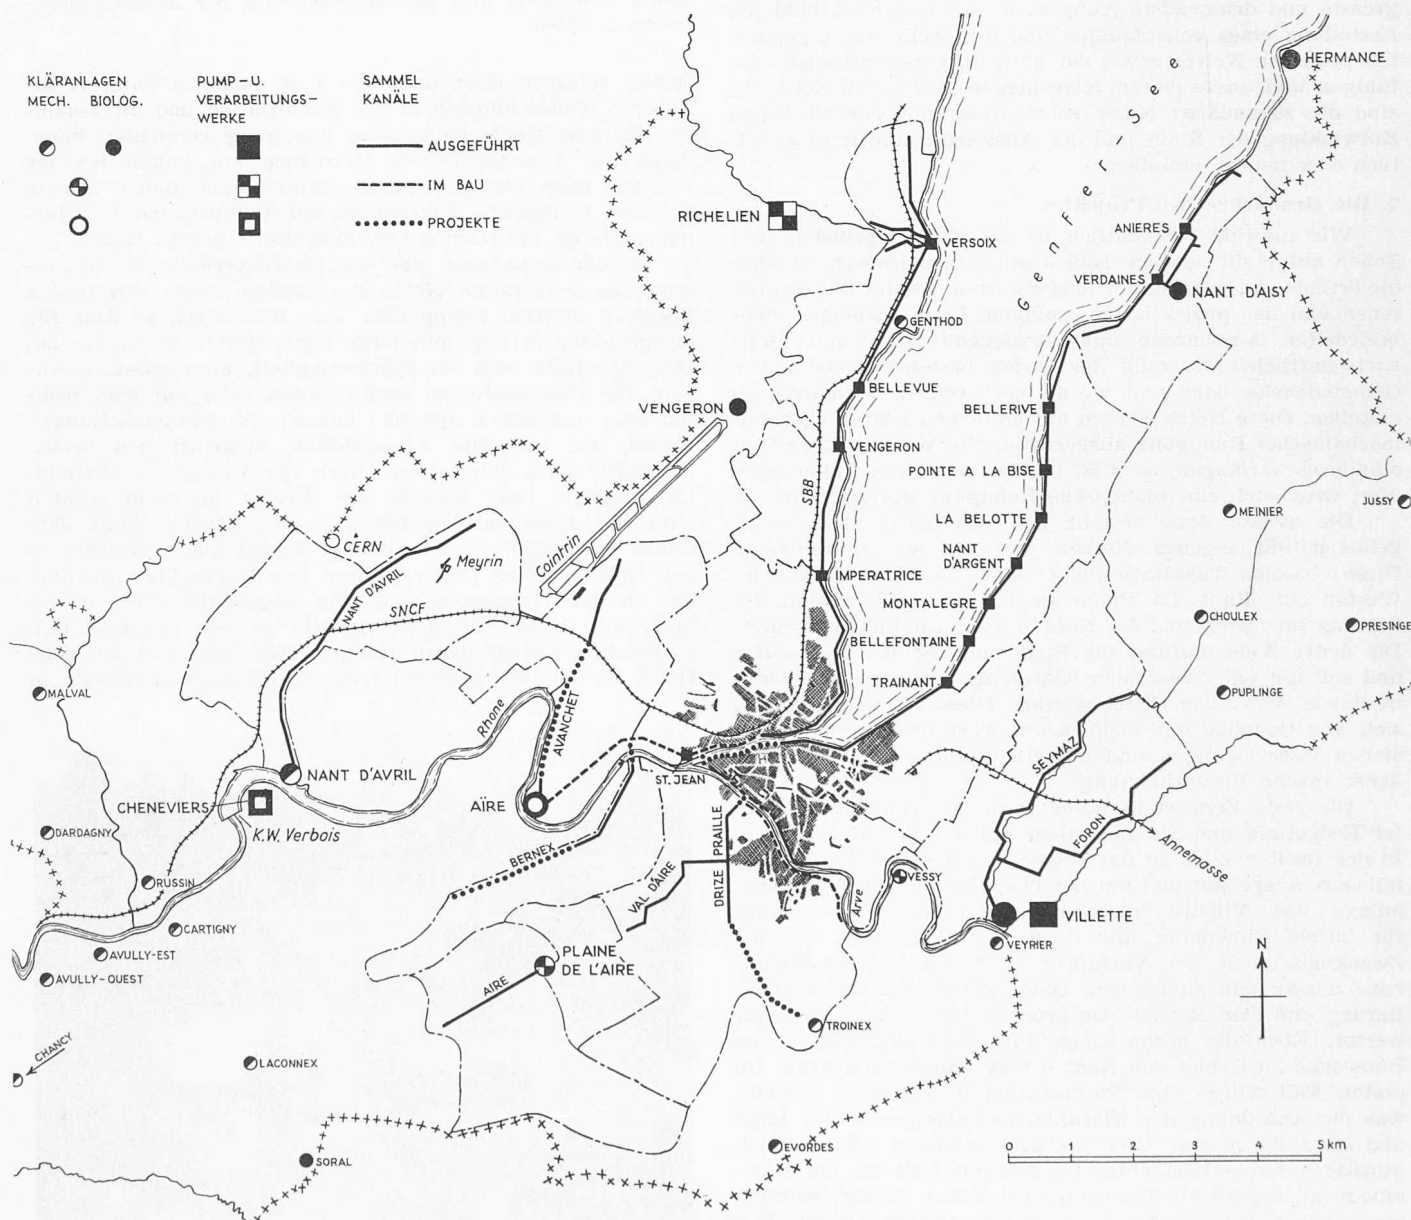 KLÄRANLAGEN
MECH. BIOLOG.
PUMP- U.
VERARBEITUNGS-
WERKE
SAMMEL
KANÄLE
AUSGEFÜHRT
IM BAU
PROJEKTE
HERMANCE
Genfer See
RICHELIEN
VERSOIX
ANIERES
VERDAINES
NANT D'AISY
GENTHOD
BELLEVUE
VENGERON
BELLERIVE
VENGERON
SBB
POINTE A LA BISE
JUSSY
MEINIER
LA BELOTTE
CERN
Meyrin
Cointrin
NANT D'AVRIL
SNCF
NANT
D'ARGENT
IMPERATRICE
MONTALEGRE
CHOULEX
PRESINGE
BELLEFONTAINE
MALVAL
TRAINANT
PUPLINGE
Rhone
AVANCHET
SEYMAZ
NANT D'AVRIL
ST. JEAN
CHENEVIERS
AÏRE
K.W. Verbois
DARDAGNY
BERNEX
DRIZE PRAILLE
FORON
Annemasse
VAL D'AIRE
RUSSIN
VESSY
Arve
CARTIGNY
VILLETTE
VEYRIER
AVULLY-EST
PLAINE
DE L'AIRE
AVULLY-OUEST
AIRE
N
TROINEX
CHANCY
LACONNEX
SORAL
EVORDES
0 1 2 3 4 5 km